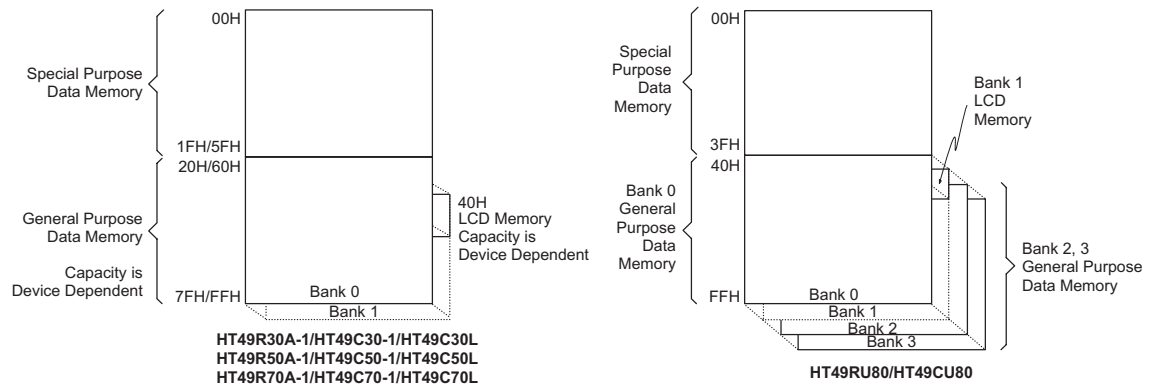 00H
Special Purpose
Data Memory
1FH/5FH
20H/60H
General Purpose
Data Memory
Capacity is
Device Dependent
7FH/FFH
Bank 0
Bank 1
40H
LCD Memory
Capacity is
Device Dependent
HT49R30A-1/HT49C30-1/HT49C30L
HT49R50A-1/HT49C50-1/HT49C50L
HT49R70A-1/HT49C70-1/HT49C70L
00H
Special
Purpose
Data
Memory
3FH
40H
Bank 0
General
Purpose
Data
Memory
FFH
Bank 0
Bank 1
Bank 2
Bank 3
Bank 1
LCD
Memory
Bank 2, 3
General Purpose
Data Memory
HT49RU80/HT49CU80